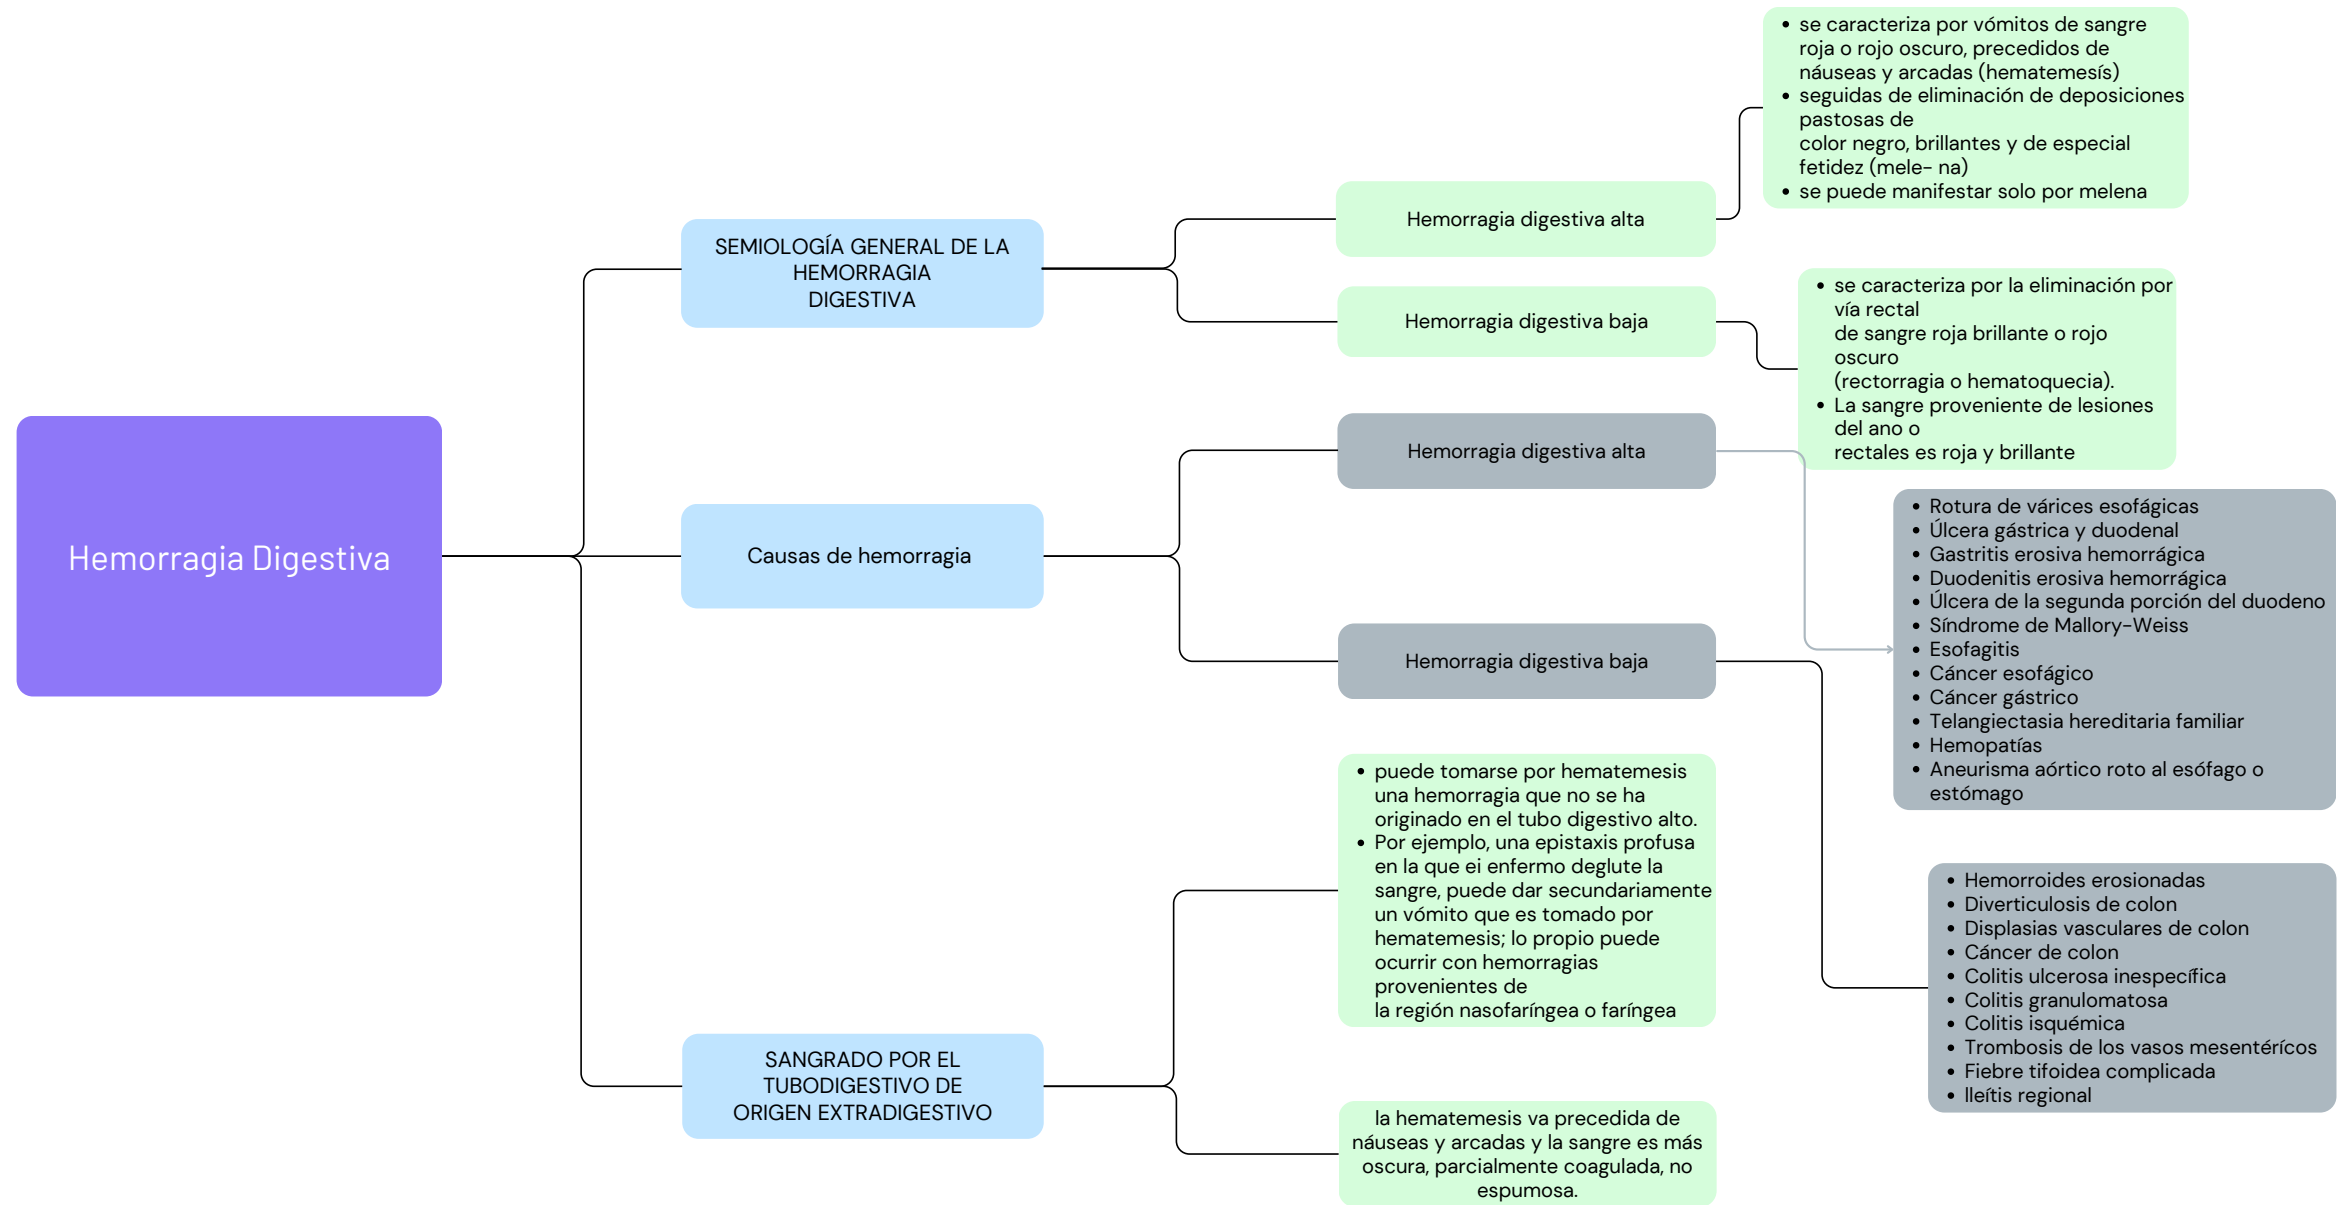 Hemorragia Digestiva
SEMIOLOGÍA GENERAL DE LA
HEMORRAGIA
DIGESTIVA
Hemorragia digestiva alta
• se caracteriza por vómitos de sangre
roja o rojo oscuro, precedidos de
náuseas y arcadas (hematemesís)
• seguidas de eliminación de deposiciones
pastosas de
color negro, brillantes y de especial
fetidez (mele- na)
• se puede manifestar solo por melena
Hemorragia digestiva baja
• se caracteriza por la eliminación por
vía rectal
de sangre roja brillante o rojo
oscuro
(rectorragia o hematoquecia).
• La sangre proveniente de lesiones
del ano o
rectales es roja y brillante
Causas de hemorragia
Hemorragia digestiva alta
• Rotura de várices esofágicas
• Úlcera gástrica y duodenal
• Gastritis erosiva hemorrágica
• Duodenitis erosiva hemorrágica
• Úlcera de la segunda porción del duodeno
• Síndrome de Mallory-Weiss
• Esofagitis
• Cáncer esofágico
• Cáncer gástrico
• Telangiectasia hereditaria familiar
• Hemopatías
• Aneurisma aórtico roto al esófago o
estómago
Hemorragia digestiva baja
• Hemorroides erosionadas
• Diverticulosis de colon
• Displasias vasculares de colon
• Cáncer de colon
• Colitis ulcerosa inespecífica
• Colitis granulomatosa
• Colitis isquémica
• Trombosis de los vasos mesentérícos
• Fiebre tifoidea complicada
• lleítis regional
SANGRADO POR EL
TUBODIGESTIVO DE
ORIGEN EXTRADIGESTIVO
• puede tomarse por hematemesis
una hemorragia que no se ha
originado en el tubo digestivo alto.
• Por ejemplo, una epistaxis profusa
en la que ei enfermo deglute la
sangre, puede dar secundariamente
un vómito que es tomado por
hematemesis; lo propio puede
ocurrir con hemorragias
provenientes de
la región nasofaríngea o faríngea
la hematemesis va precedida de
náuseas y arcadas y la sangre es más
oscura, parcialmente coagulada, no
espumosa.